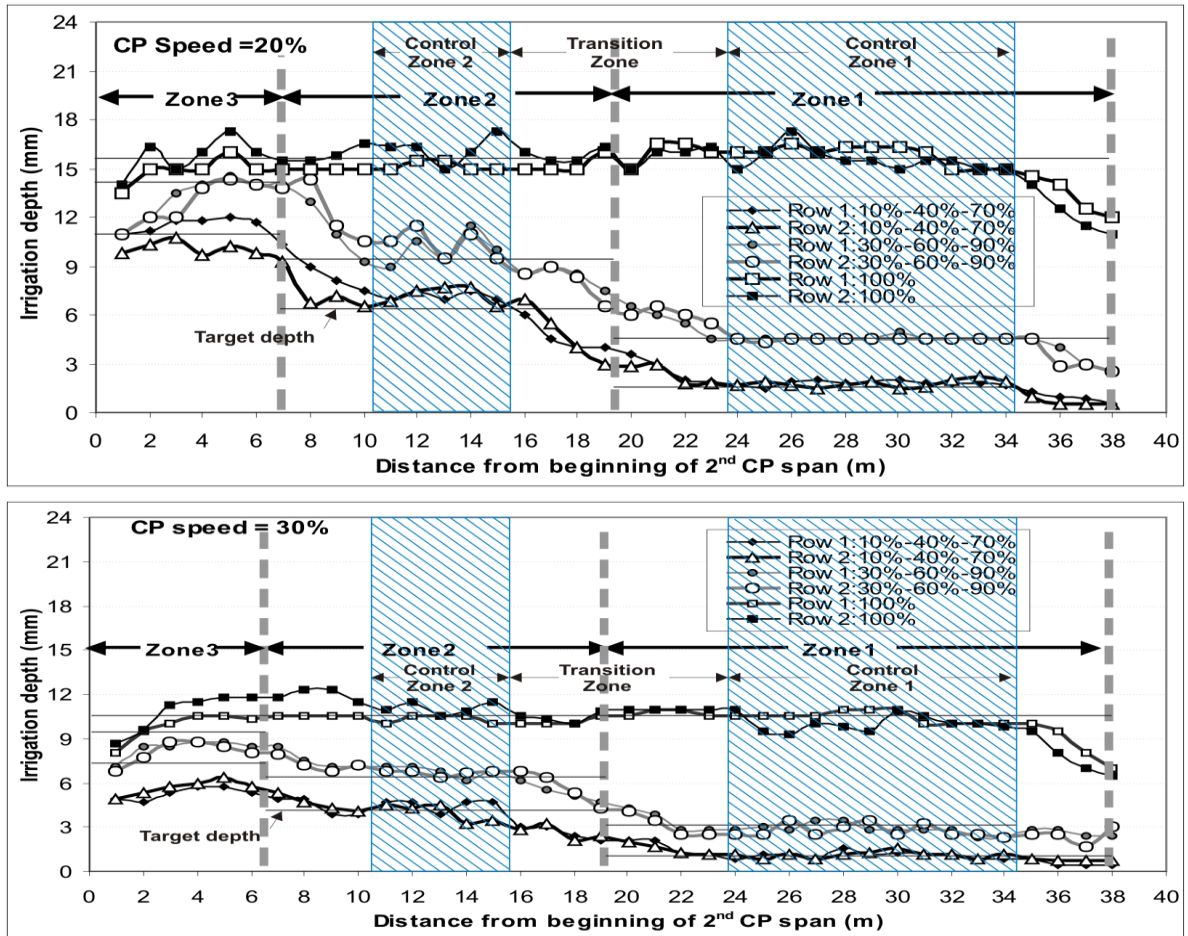 CP Speed =20%
Control
Zone 2
Transition
Zone
Control
Zone 1
Zone3
Zone2
Zone1
24
21
18
15
12
9
6
3
0
Irrigation depth (mm)
Row 1:10%-40%-70%
Row 2:10%-40%-70%
Row 1:30%-60%-90%
Row 2:30%-60%-90%
Row 1:100%
Row 2:100%
Target depth
0 2 4 6 8 10 12 14 16 18 20 22 24 26 28 30 32 34 36 38 40
Distance from beginning of 2nd CP span (m)
CP speed = 30%
24
21
18
15
12
9
6
3
0
Irrigation depth (mm)
Row 1:10%-40%-70%
Row 2:10%-40%-70%
Row 1:30%-60%-90%
Row 2:30%-60%-90%
Row 1:100%
Row 2:100%
Zone3
Zone2
Zone1
Control
Zone 2
Transition
Zone
Control
Zone 1
Target depth
0 2 4 6 8 10 12 14 16 18 20 22 24 26 28 30 32 34 36 38 40
Distance from beginning of 2nd CP span (m)